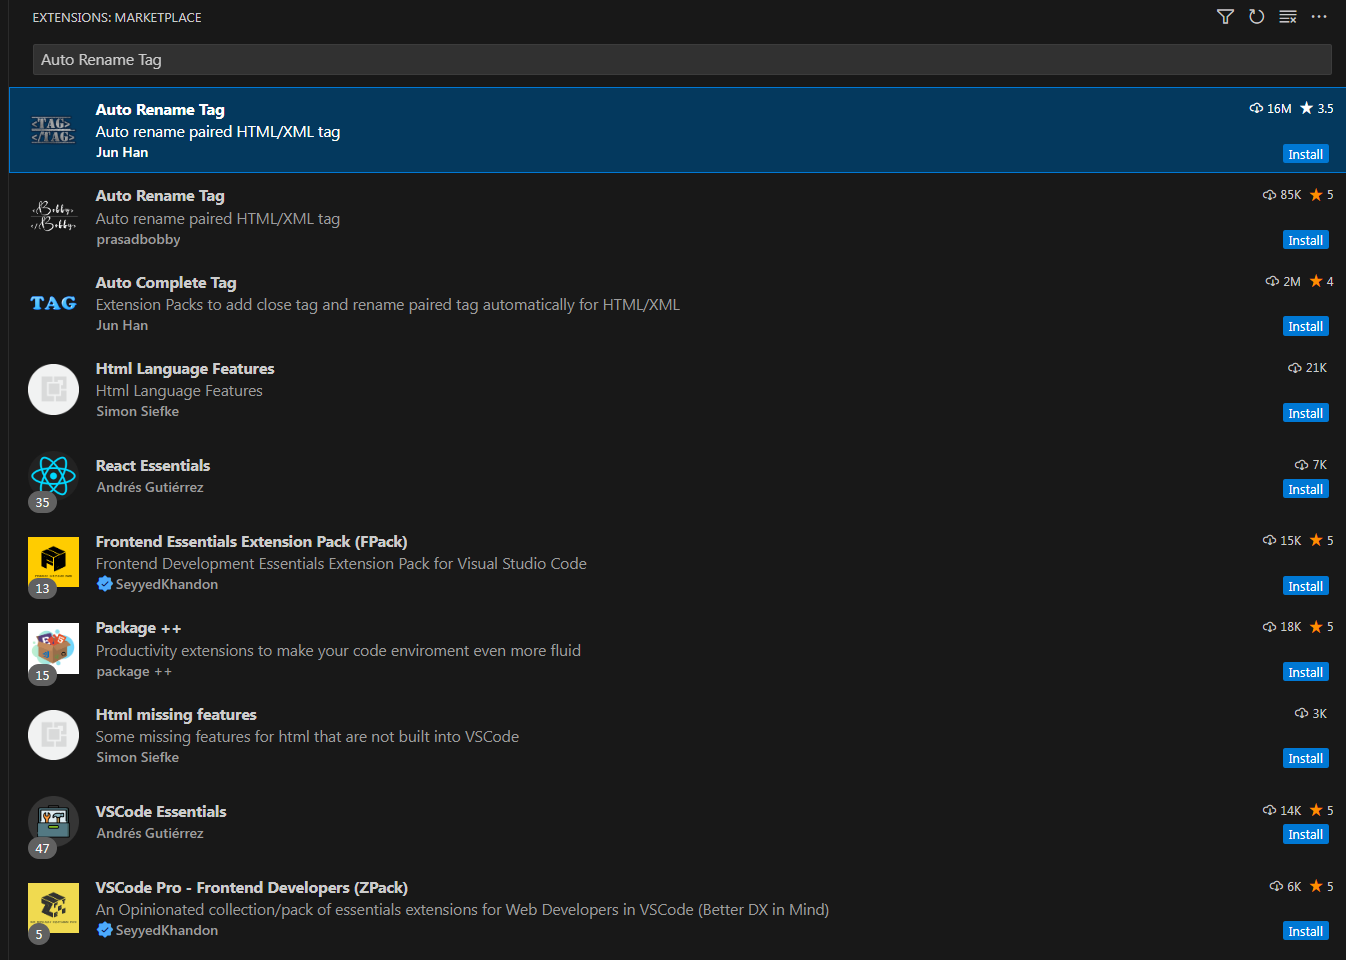 EXTENSIONS: MARKETPLACE
Auto Rename Tag
<TAG>
</TAG>
Auto Rename Tag
16M 3.5
Auto rename paired HTML/XML tag
Jun Han
Install
<Bobby>
</Bobby>
Auto Rename Tag
85K 5
Auto rename paired HTML/XML tag
prasadbobby
Install
TAG
Auto Complete Tag
2M 4
Extension Packs to add close tag and rename paired tag automatically for HTML/XML
Jun Han
Install
Html Language Features
21K
Html Language Features
Simon Siefke
Install
React Essentials
7K
Andrés Gutiérrez
Install
35
Frontend Essentials Extension Pack (FPack)
15K 5
Frontend Development Essentials Extension Pack for Visual Studio Code
SeyyedKhandon
Install
13
Package ++
18K 5
Productivity extensions to make your code enviroment even more fluid
package ++
Install
15
Html missing features
3K
Some missing features for html that are not built into VSCode
Simon Siefke
Install
VSCode Essentials
14K 5
Andrés Gutiérrez
Install
47
VSCode Pro - Frontend Developers (ZPack)
6K 5
An Opinionated collection/pack of essentials extensions for Web Developers in VSCode (Better DX in Mind)
SeyyedKhandon
Install
5